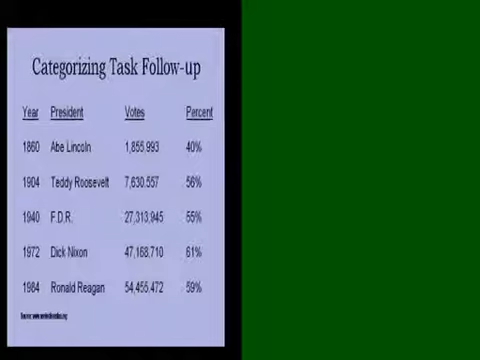 Categorizing Task Follow-up
Year President Votes Percent
1860 Abe Lincoln 1,855,993 40%
1904 Teddy Roosevelt 7,630,557 56%
1940 F.D.R. 27,313,945 55%
1972 Dick Nixon 47,168,710 61%
1984 Ronald Reagan 54,455,472 59%